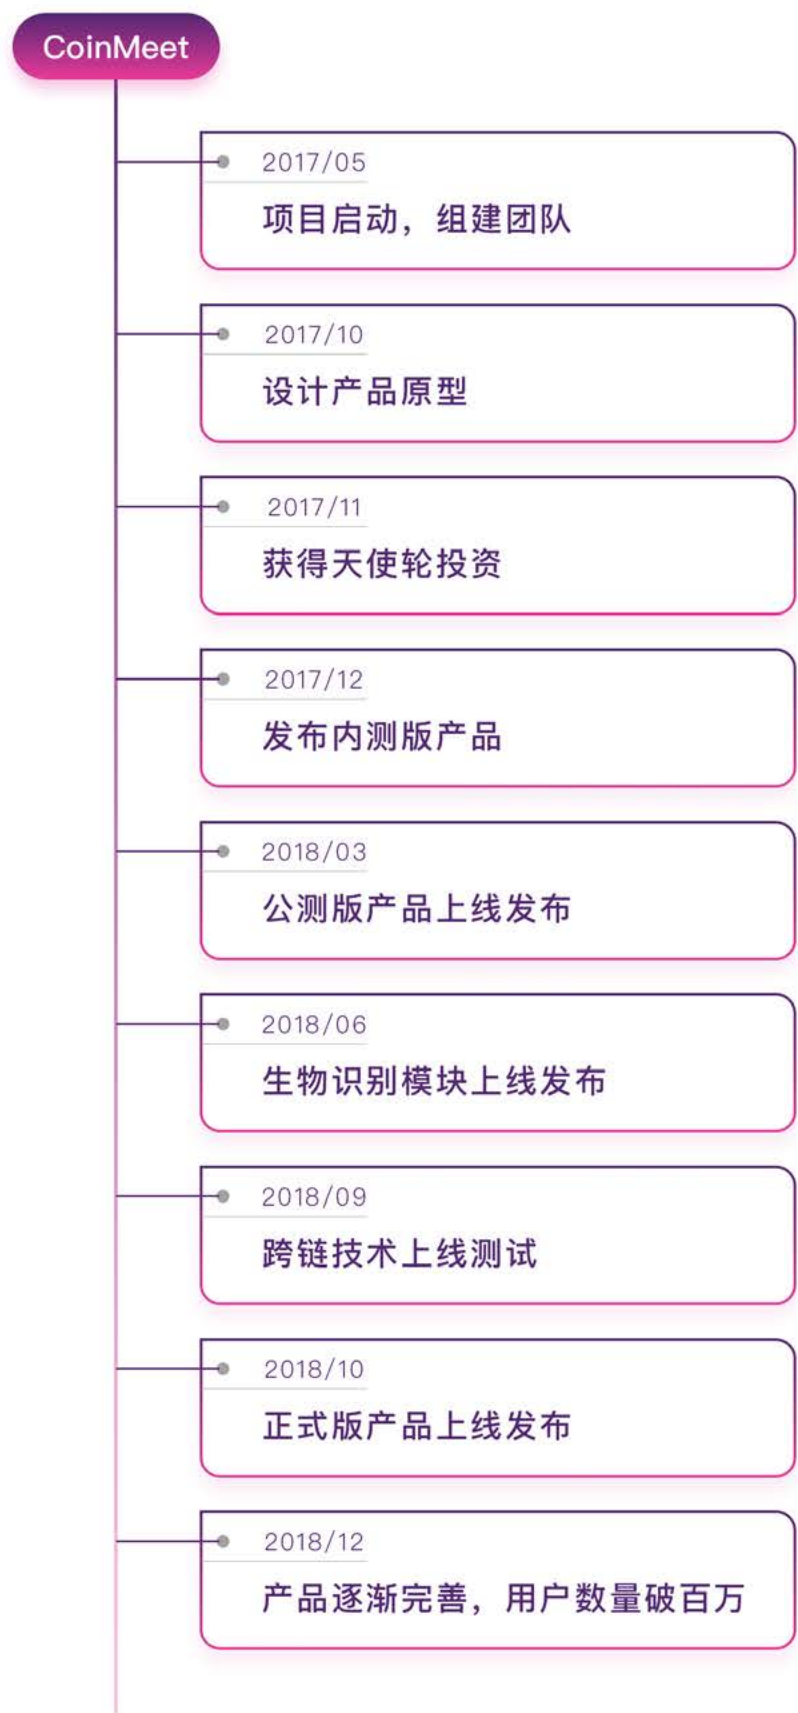 CoinMeet
2017/05
项目启动，组建团队
2017/10
设计产品原型
2017/11
获得天使轮投资
2017/12
发布内测版产品
2018/03
公测版产品上线发布
2018/06
生物识别模块上线发布
2018/09
跨链技术上线测试
2018/10
正式版产品上线发布
2018/12
产品逐渐完善，用户数量破百万